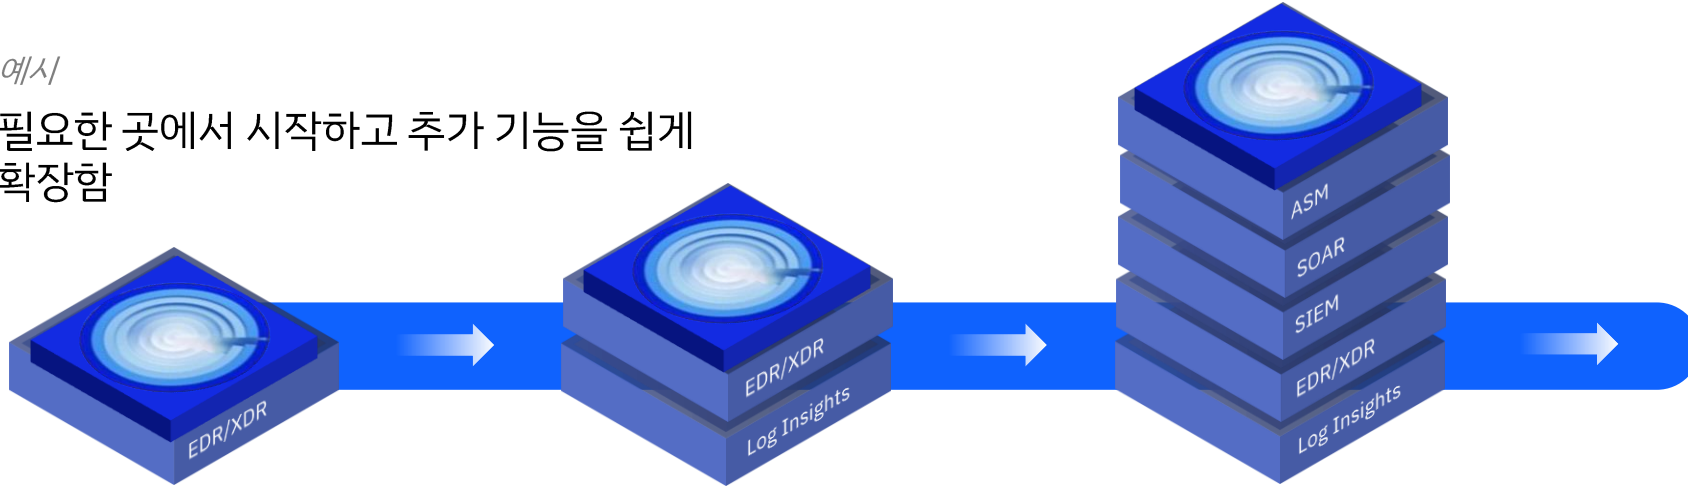 예시
필요한 곳에서 시작하고 추가 기능을 쉽게
확장함
EDR/XDR
EDR/XDR
Log Insights
ASM
SOAR
SIEM
EDR/XDR
Log Insights